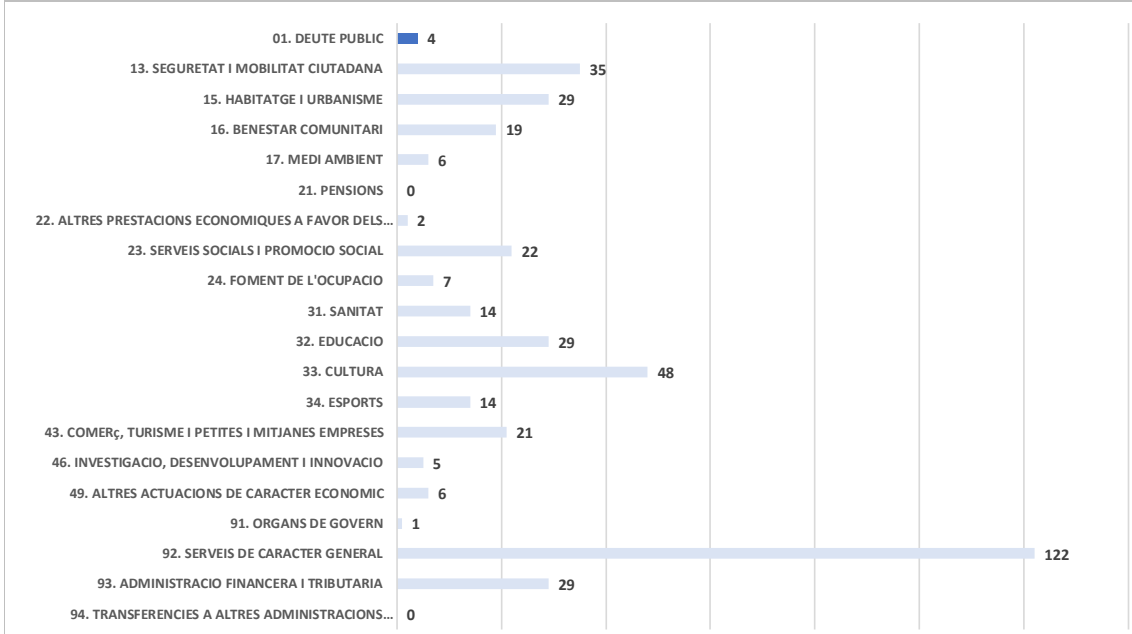 01. DEUTE PUBLIC 4
13. SEGURETAT I MOBILITAT CIUTADANA 35
15. HABITATGE I URBANISME 29
16. BENESTAR COMUNITARI 19
17. MEDI AMBIENT 6
21. PENSIONS 0
22. ALTRES PRESTACIONS ECONOMIQUES A FAVOR DELS... 2
23. SERVEIS SOCIALS I PROMOCIO SOCIAL 22
24. FOMENT DE L'OCUPACIO 7
31. SANITAT 14
32. EDUCACIO 29
33. CULTURA 48
34. ESPORTS 14
43. COMERç, TURISME I PETITES I MITJANES EMPRESES 21
46. INVESTIGACIO, DESENVOLUPAMENT I INNOVACIO 5
49. ALTRES ACTUACIONS DE CARACTER ECONOMIC 6
91. ORGANS DE GOVERN 1
92. SERVEIS DE CARACTER GENERAL 122
93. ADMINISTRACIO FINANCERA I TRIBUTARIA 29
94. TRANSFERENCIES A ALTRES ADMINISTRACIONS... 0